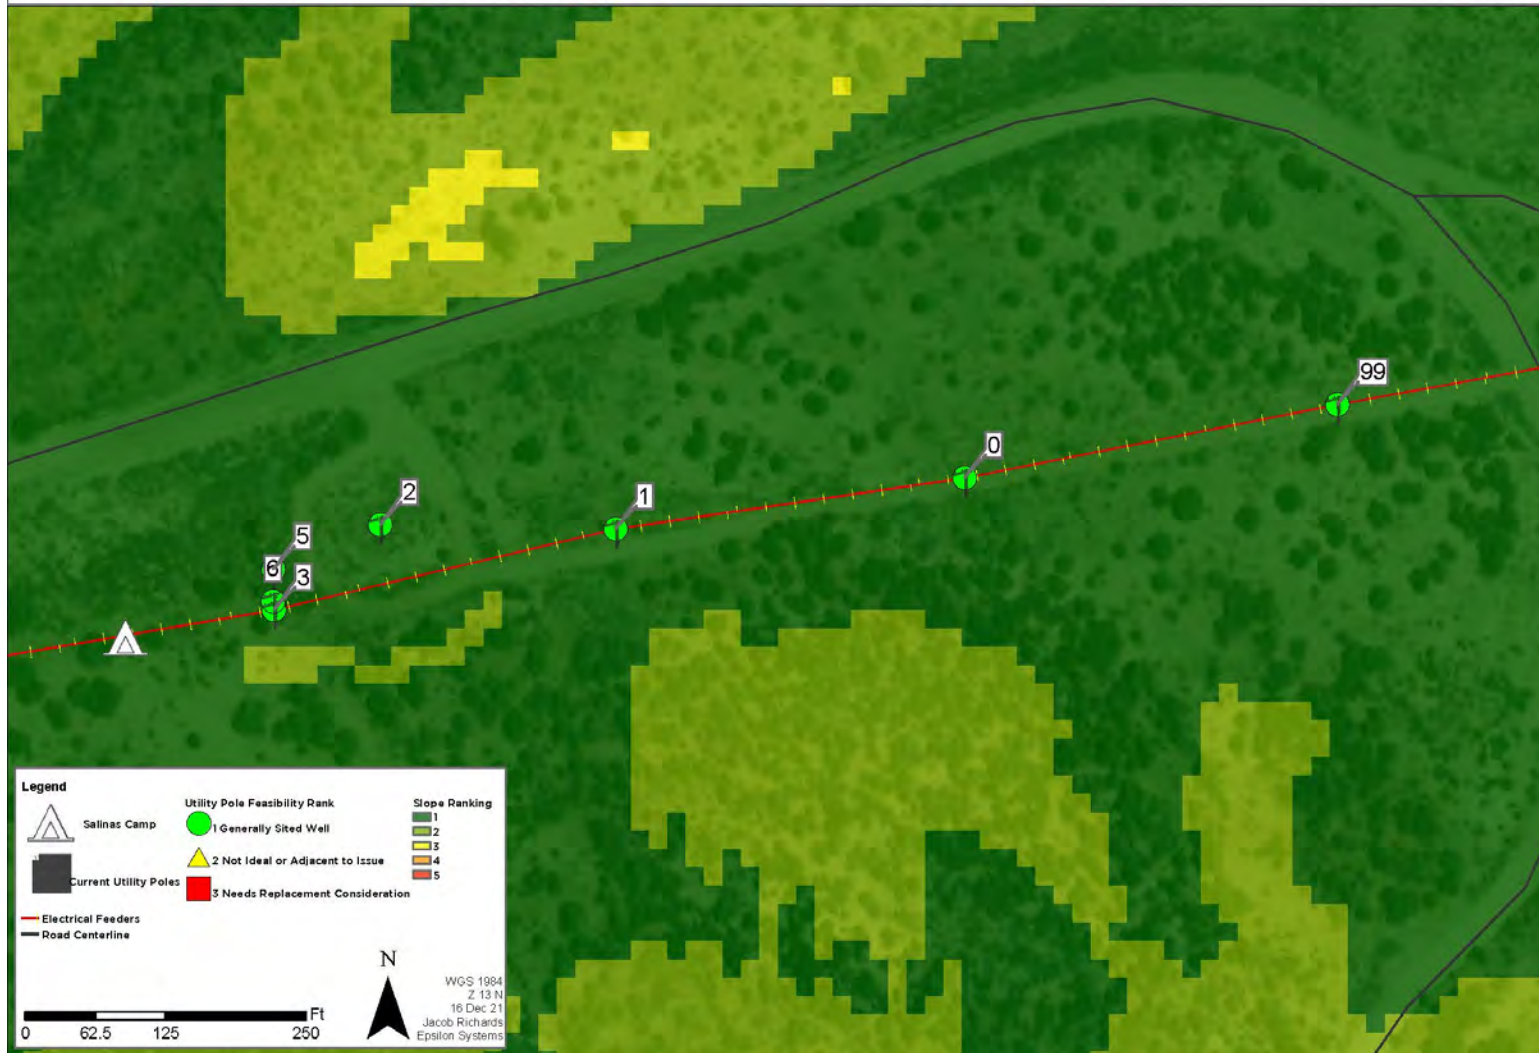 99
0
2
1
5
6
3
Legend
Salinas Camp
Current Utility Poles
Electrical Feeders
Road Centerline
Utility Pole Feasibility Rank
1 Generally Sited Well
2 Not Ideal or Adjacent to Issue
3 Needs Replacement Consideration
Slope Ranking
1
2
3
4
5
N
WGS 1984
Z 13 N
16 Dec 21
Jacob Richards
Epsilon Systems
Ft
0 62.5 125 250